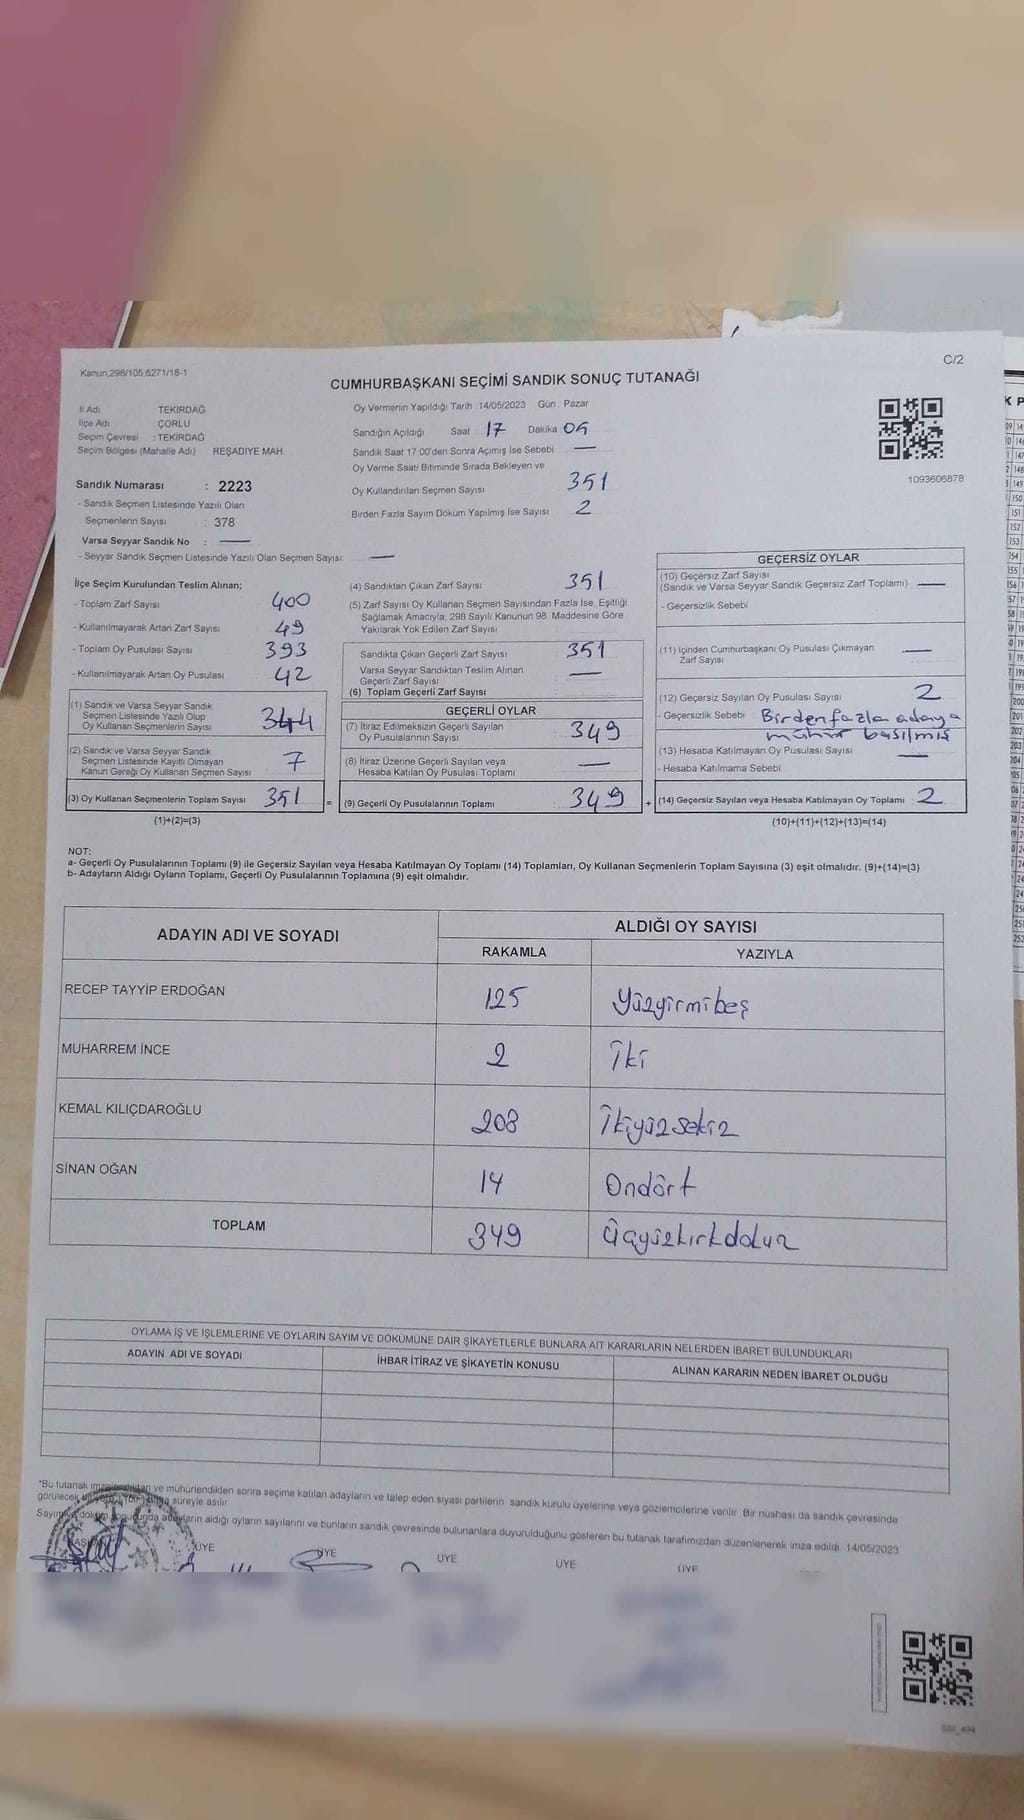 C/2
Kanun,298/105,6271/18-1
CUMHURBAŞKANI SEÇİMİ SANDIK SONUÇ TUTANAĞI
İl Adı TEKİRDAĞ
İlçe Adı ÇORLU
Seçim Çevresi : TEKİRDAĞ
Seçim Bölgesi (Mahalle Adı) REŞADİYE MAH
Oy Vermenin Yapıldığı Tarih 14/05/2023 Gün : Pazar
Sandığın Açıldığı Saat 17 Dakika
Sandık Saat 17:00'den Sonra Açımış İse Sebebi —
Oy Verme Saati Bitiminde Sırada Bekleyen ve
Oy Kullandırılan Seçmen Sayısı 351
Birden Fazla Sayım Döküm Yapılmış İse Sayısı 2
1093606878
Sandık Numarası : 2223
- Sandık Seçmen Listesinde Yazılı Olan
Seçmenlerin Sayısı : 378
Varsa Seyyar Sandık No : —
- Seyyar Sandık Seçmen Listesinde Yazılı Olan Seçmen Sayısı: —
İlçe Seçim Kurulundan Teslim Alınan;
- Toplam Zarf Sayısı 400
- Kullanılmayarak Artan Zarf Sayısı 49
- Toplam Oy Pusulası Sayısı 393
- Kullanılmayarak Artan Oy Pusulası 42
(1) Sandık ve Varsa Seyyar Sandık
Seçmen Listesinde Yazılı Olup
Oy Kullanan Seçmenlerin Sayısı 344
(2) Sandık ve Varsa Seyyar Sandık
Seçmen Listesinde Kayıtlı Olmayan
Kanun Gereği Oy Kullanan Seçmen Sayısı 7
(3) Oy Kullanan Seçmenlerin Toplam Sayısı 351 =
(1)+(2)=(3)
(4) Sandıktan Çıkan Zarf Sayısı 351
(5) Zarf Sayısı Oy Kullanan Seçmen Sayısından Fazla İse, Eşitliği
Sağlamak Amacıyla, 298 Sayılı Kanunun 98. Maddesine Göre
Yakılarak Yok Edilen Zarf Sayısı
Sandıkta Çıkan Geçerli Zarf Sayısı 351
Varsa Seyyar Sandıktan Teslim Alınan
Geçerli Zarf Sayısı —
(6) Toplam Geçerli Zarf Sayısı
GEÇERLİ OYLAR
(7) İtiraz Edilmeksizin Geçerli Sayılan
Oy Pusulalarının Sayısı 349
(8) İtiraz Üzerine Geçerli Sayılan veya
Hesaba Katılan Oy Pusulası Toplamı —
(9) Geçerli Oy Pusulalarının Toplamı 349 +
GEÇERSİZ OYLAR
(10) Geçersiz Zarf Sayısı
(Sandık ve Varsa Seyyar Sandık Geçersiz Zarf Toplamı) —
- Geçersizlik Sebebi
(11) İçinden Cumhurbaşkanı Oy Pusulası Çıkmayan
Zarf Sayısı —
(12) Geçersiz Sayılan Oy Pusulası Sayısı 2
- Geçersizlik Sebebi Birden fazla adaya
mühür basılmış
(13) Hesaba Katılmayan Oy Pusulası Sayısı —
- Hesaba Katılmama Sebebi
(14) Geçersiz Sayılan veya Hesaba Katılmayan Oy Toplamı : 2
(10)+(11)+(12)+(13)=(14)
NOT:
a- Geçerli Oy Pusulalarının Toplamı (9) ile Geçersiz Sayılan veya Hesaba Katılmayan Oy Toplamı (14) Toplamları, Oy Kullanan Seçmenlerin Toplam Sayısına (3) eşit olmalıdır. (9)+(14)=(3)
b- Adayların Aldığı Oyların Toplamı, Geçerli Oy Pusulalarının Toplamına (9) eşit olmalıdır.
ADAYIN ADI VE SOYADI ALDIĞI OY SAYISI
RAKAMLA YAZIYLA
RECEP TAYYİP ERDOĞAN 125 Yüzyirmibeş
MUHARREM İNCE 2 İki
KEMAL KILIÇDAROĞLU 208 İkiyüzsekiz
SİNAN OĞAN 14 Ondört
TOPLAM 349 Üçyüzkırkdokuz
OYLAMA İŞ VE İŞLEMLERİNE VE OYLARIN SAYIM VE DÖKÜMÜNE DAİR ŞİKAYETLERLE BUNLARA AİT KARARLARIN NELERDEN İBARET BULUNDUKLARI
ADAYIN ADI VE SOYADI İHBAR İTİRAZ VE ŞİKAYETİN KONUSU ALINAN KARARIN NEDEN İBARET OLDUĞU
*Bu tutanak imzalandıktan ve mühürlendikten sonra seçime katılan adayların ve talep eden siyasi partilerin. sandık kurulu üyelerine veya gözlemcilerine verilir. Bir nüshası da sandık çevresinde
görülecek bir yere 1 (bir) hafta süreyle asılır.
Sayım ve döküm sonucunda adayların aldığı oyların sayılarını ve bunların sandık çevresinde bulunanlara duyurulduğunu gösteren bu tutanak tarafımızdan düzenlenerek imza edildi. 14/05/2023
BAŞKAN ÜYE ÜYE ÜYE ÜYE ÜYE